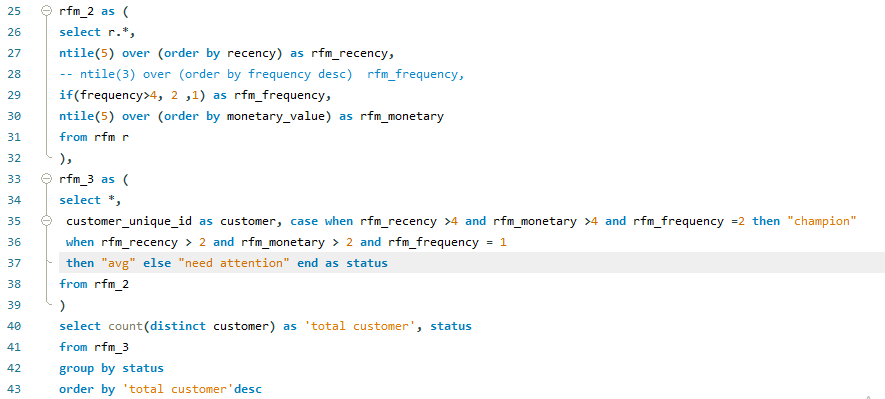 25 rfm_2 as (
26 select r.*,
27 ntile(5) over (order by recency) as rfm_recency,
28 -- ntile(3) over (order by frequency desc)  rfm_frequency,
29 if(frequency>4, 2 ,1) as rfm_frequency,
30 ntile(5) over (order by monetary_value) as rfm_monetary
31 from rfm r
32 ),
33 rfm_3 as (
34 select *,
35  customer_unique_id as customer, case when rfm_recency >4 and rfm_monetary >4 and rfm_frequency =2 then "champion"
36  when rfm_recency > 2 and rfm_monetary > 2 and rfm_frequency = 1
37  then "avg" else "need attention" end as status
38 from rfm_2
39 )
40 select count(distinct customer) as 'total customer', status
41 from rfm_3
42 group by status
43 order by 'total customer'desc